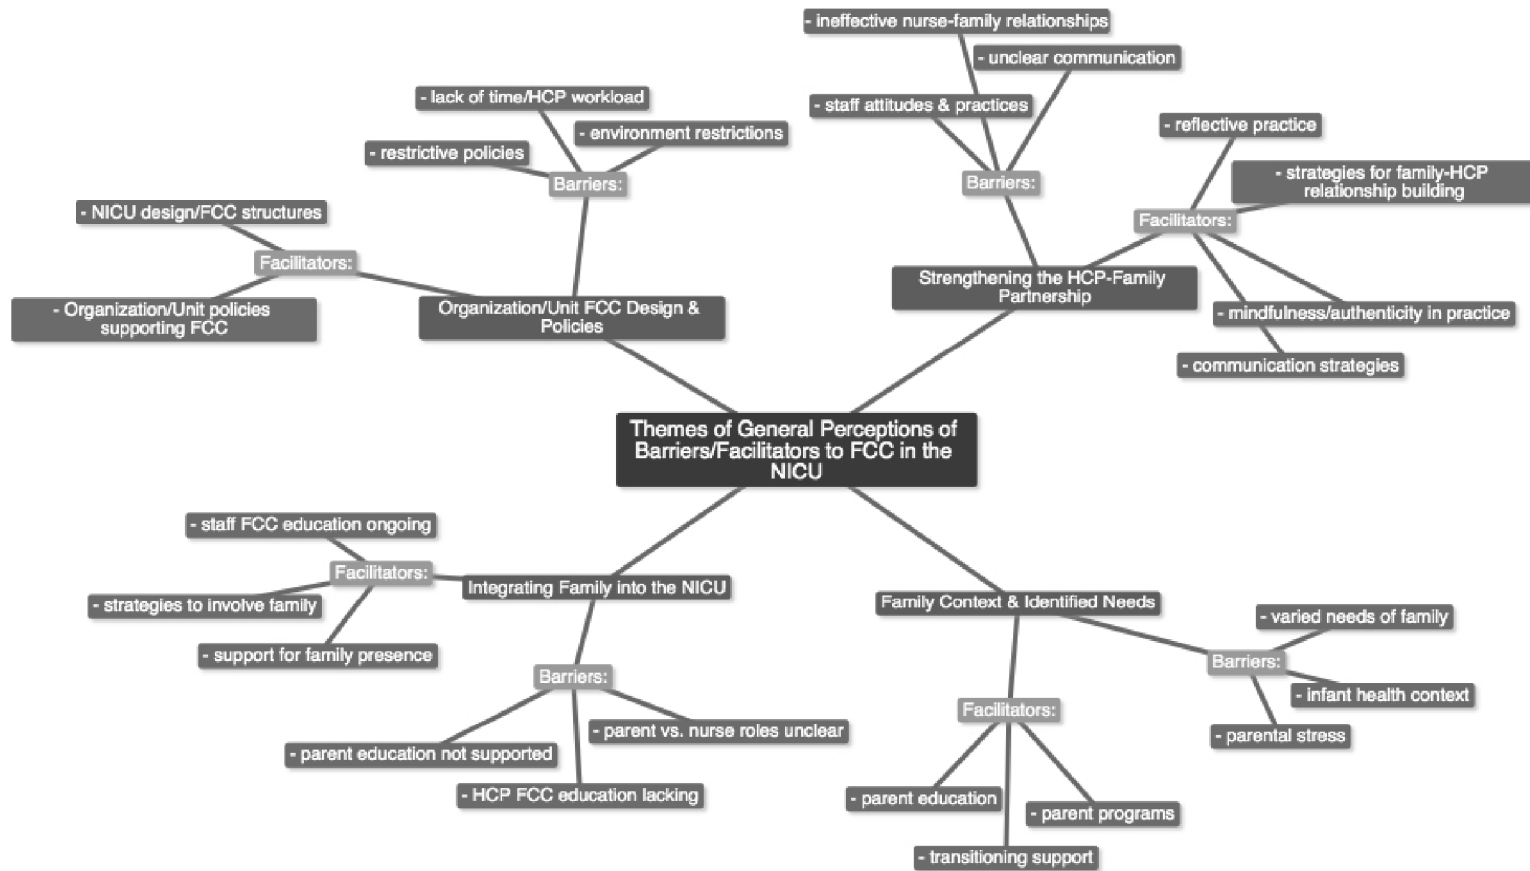 - ineffective nurse-family relationships
- unclear communication
- lack of time/HCP workload
- staff attitudes & practices
- environment restrictions
- reflective practice
- restrictive policies
Barriers:
Barriers:
- strategies for family-HCP
relationship building
- NICU design/FCC structures
Facilitators:
Facilitators:
Strengthening the HCP-Family
Partnership
- Organization/Unit policies
supporting FCC
Organization/Unit FCC Design &
Policies
- mindfulness/authenticity in practice
- communication strategies
Themes of General Perceptions of
Barriers/Facilitators to FCC in the
NICU
- staff FCC education ongoing
Facilitators:
Integrating Family into the NICU
- strategies to involve family
Family Context & Identified Needs
- varied needs of family
- support for family presence
Barriers:
Barriers:
- infant health context
Facilitators:
- parent vs. nurse roles unclear
- parental stress
- parent education not supported
- HCP FCC education lacking
- parent education
- parent programs
- transitioning support